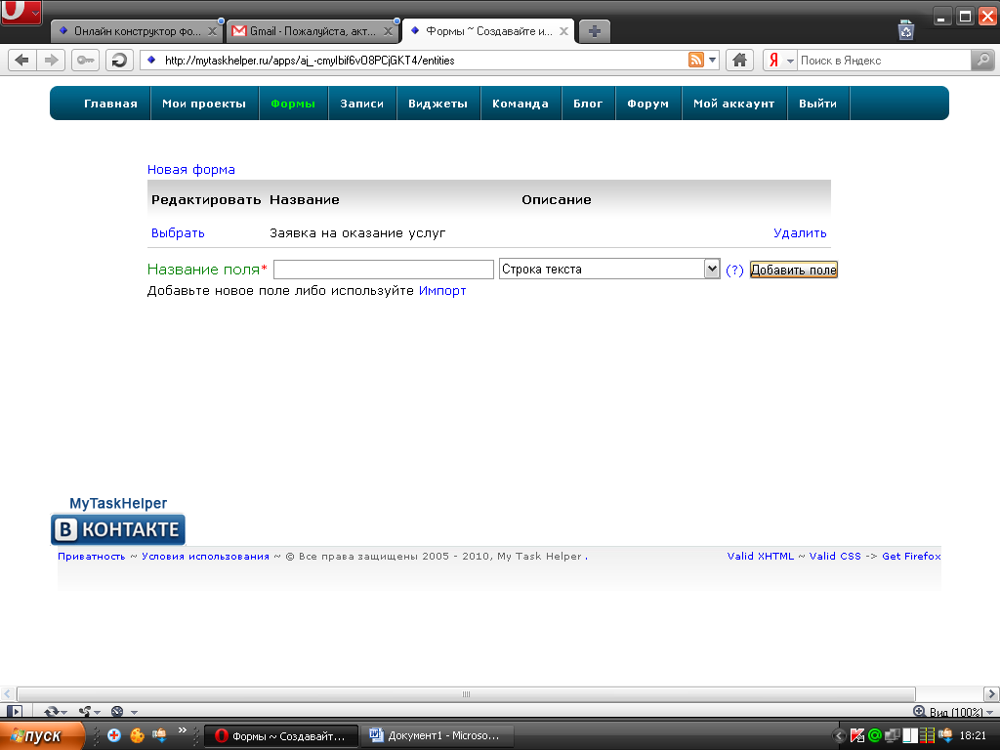 Онлайн конструктор фо...
Gmail - Пожалуйста, акт...
Формы ~ Создавайте и...
http://mytaskhelper.ru/apps/aj_-cmylbif6vO8PCjGKT4/entities
Я
Поиск в Яндекс
Главная
Мои проекты
Формы
Записи
Виджеты
Команда
Блог
Форум
Мой аккаунт
Выйти
Новая форма
Редактировать Название Описание
Выбрать Заявка на оказание услуг Удалить
Название поля* Строка текста (?) Добавить поле
Добавьте новое поле либо используйте Импорт
MyTaskHelper
В КОНТАКТЕ
Приватность ~ Условия использования ~ © Все права защищены 2005 - 2010, My Task Helper .
Valid XHTML ~ Valid CSS -> Get Firefox
Вид (100%)
пуск
Формы ~ Создавайт...
Документ1 - Microso...
18:21